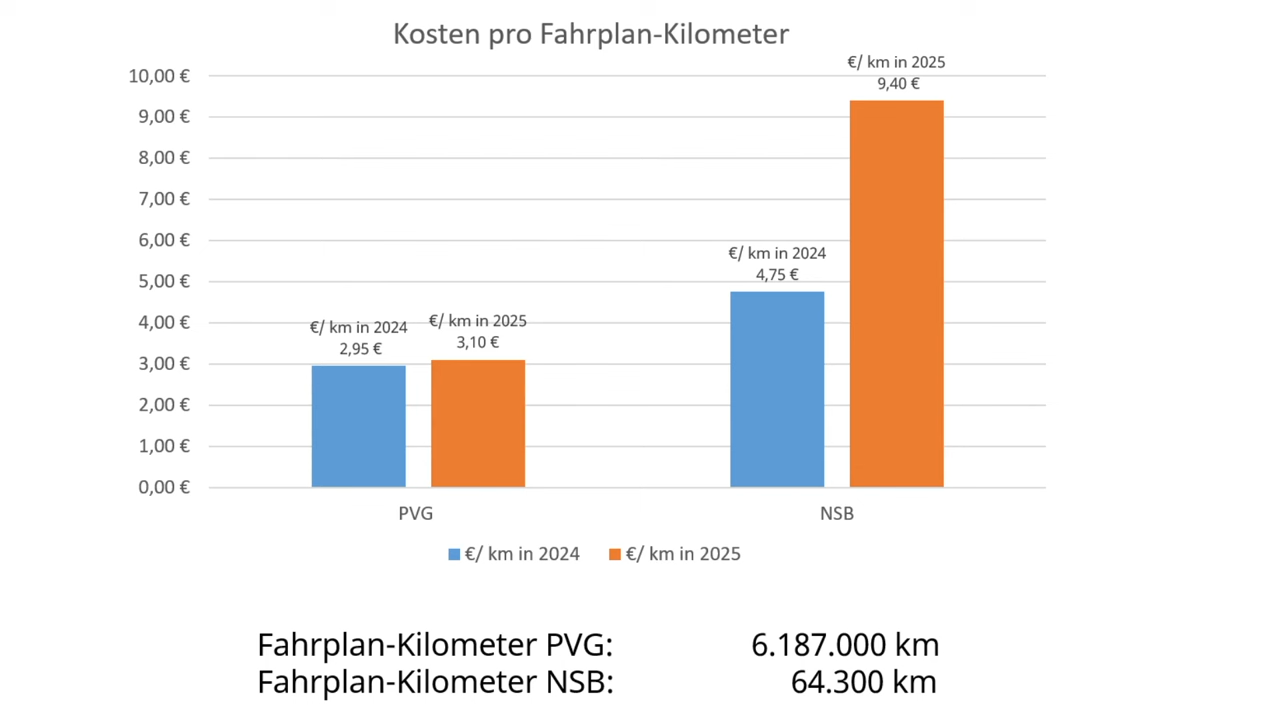 Kosten pro Fahrplan-Kilometer
€/ km in 2025
9,40 €
10,00 €
9,00 €
8,00 €
7,00 €
6,00 €
5,00 €
4,00 €
3,00 €
2,00 €
1,00 €
0,00 €
€/ km in 2024
4,75 €
€/ km in 2024
2,95 €
€/ km in 2025
3,10 €
PVG
NSB
€/ km in 2024
€/ km in 2025
Fahrplan-Kilometer PVG: 6.187.000 km
Fahrplan-Kilometer NSB: 64.300 km